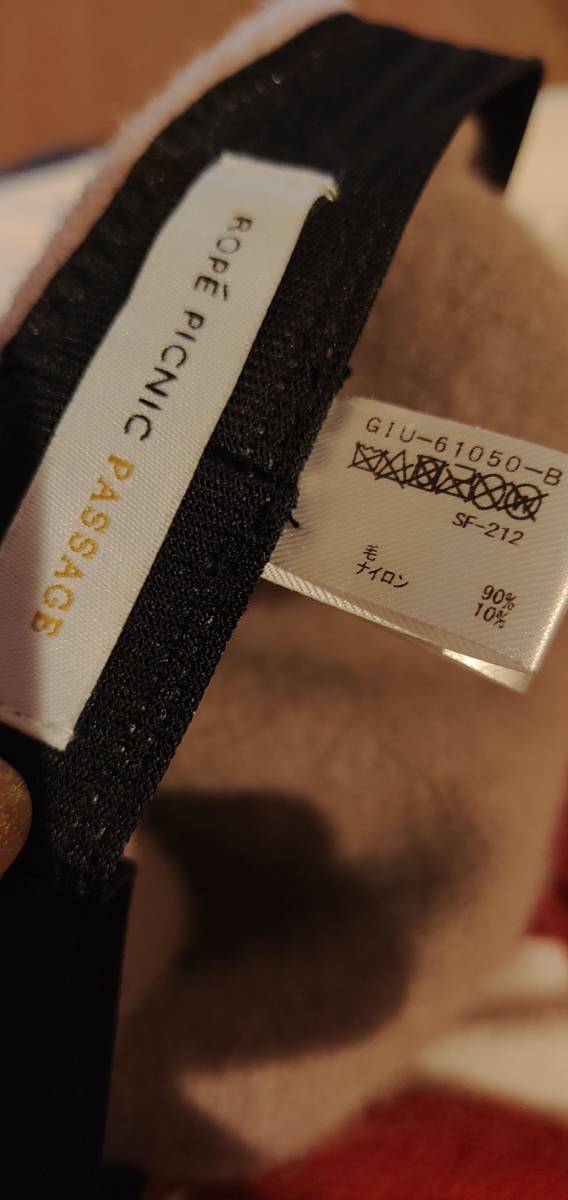 ROPÉ PICNIC PASSAGE
GIU-61050-B
SF-212
毛 90%
ナイロン 10%